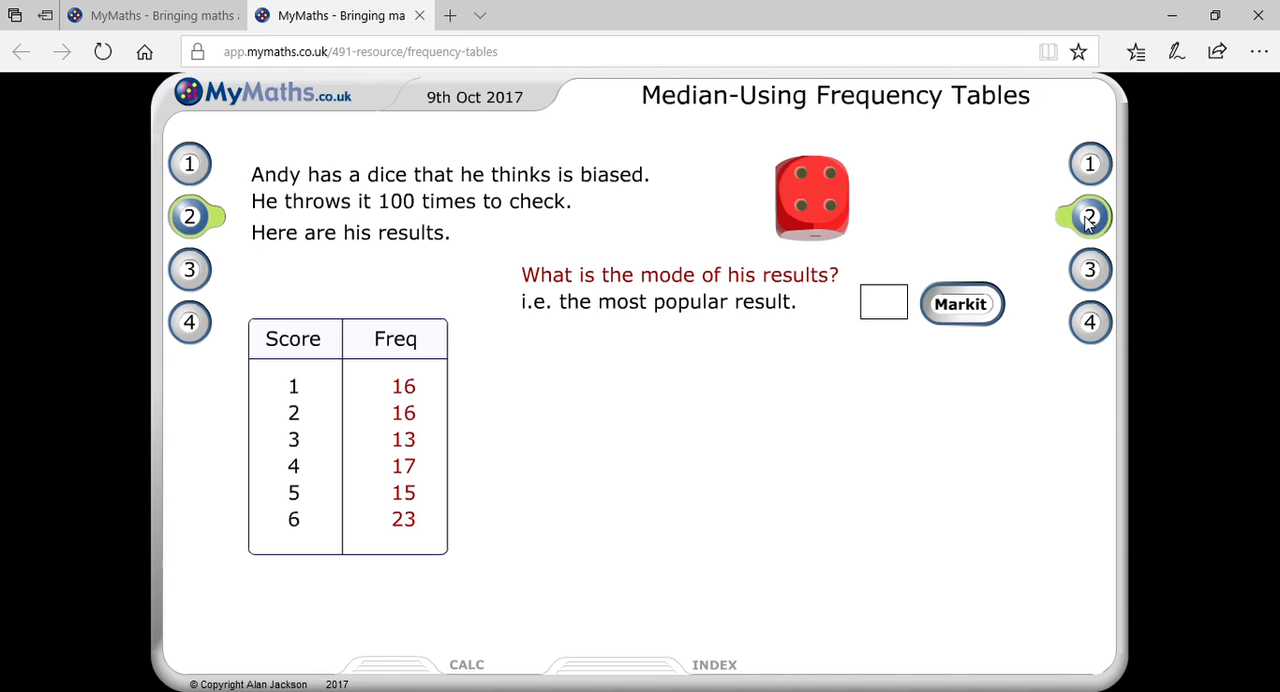 MyMaths - Bringing maths a
MyMaths - Bringing ma
app.mymaths.co.uk/491-resource/frequency-tables
MyMaths.co.uk
9th Oct 2017
Median-Using Frequency Tables
1
2
3
4
1
2
3
4
Andy has a dice that he thinks is biased.
He throws it 100 times to check.
Here are his results.
What is the mode of his results?
i.e. the most popular result.
Markit
Score Freq
1 16
2 16
3 13
4 17
5 15
6 23
CALC
INDEX
© Copyright Alan Jackson 2017